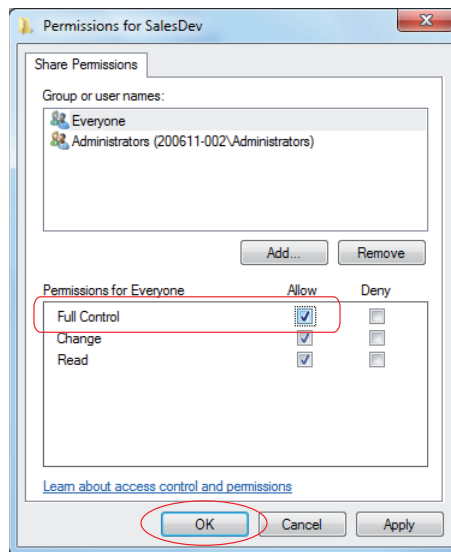 Permissions for SalesDev
Share Permissions
Group or user names:
Everyone
Administrators (200611-002\Administrators)
Add... Remove
Permissions for Everyone Allow Deny
Full Control
Change
Read
Learn about access control and permissions
OK Cancel Apply